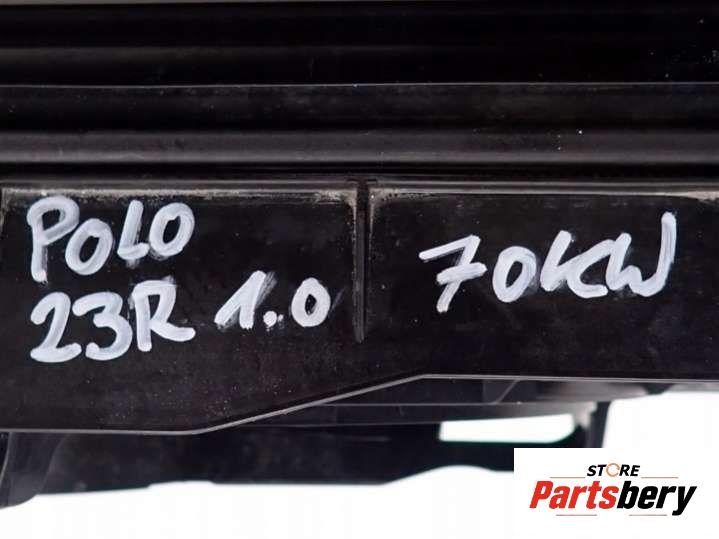 POLO
23R 1.0
70KW
STORE
Partsbery